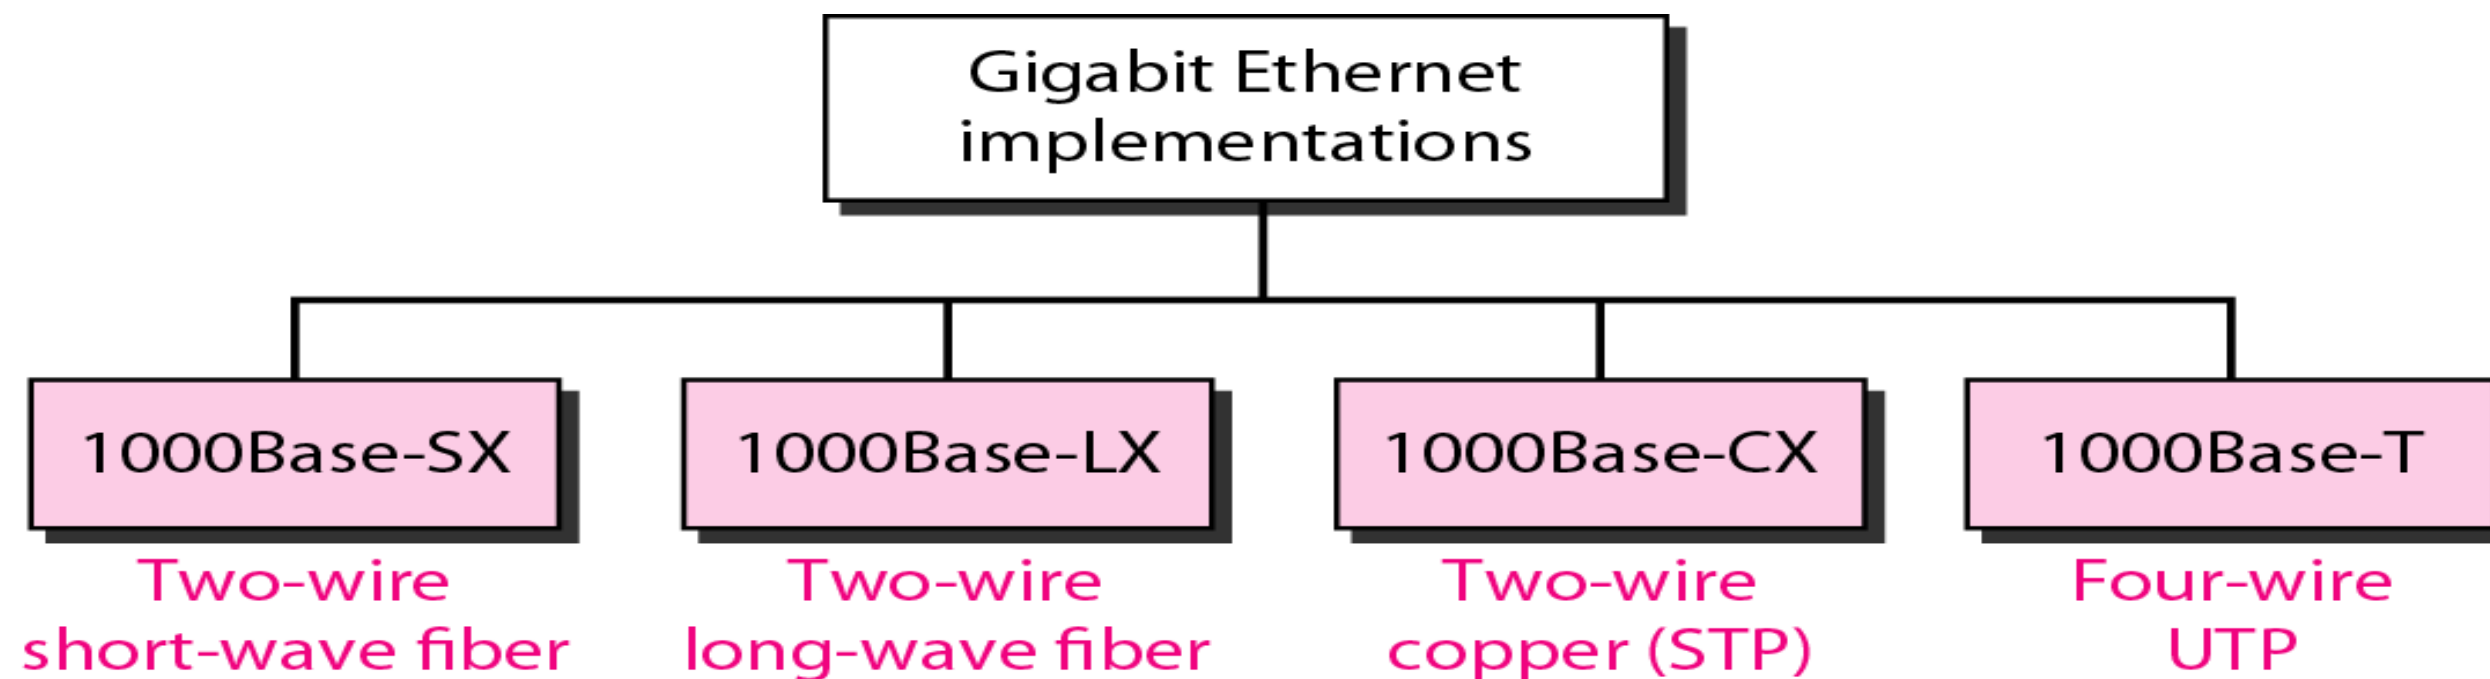 Gigabit Ethernet
implementations
1000Base-SX
1000Base-LX
1000Base-CX
1000Base-T
Two-wire
short-wave fiber
Two-wire
long-wave fiber
Two-wire
copper (STP)
Four-wire
UTP